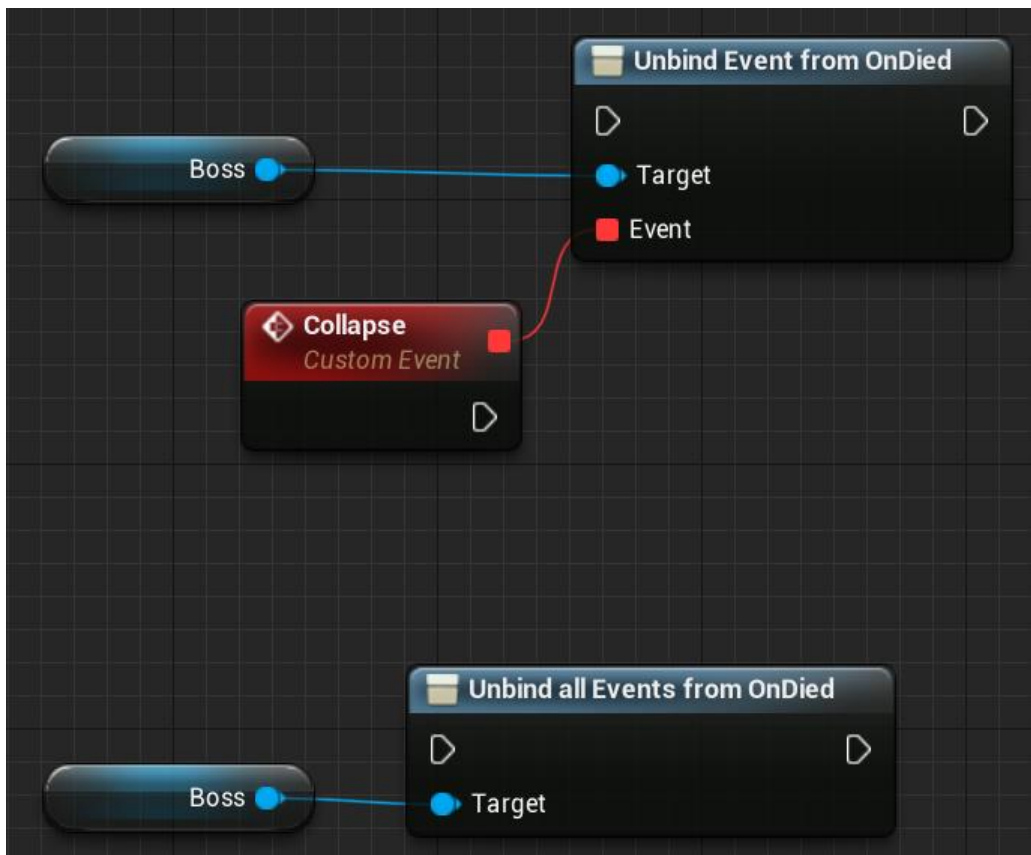 Unbind Event from OnDied
Boss
Target
Event
Collapse
Custom Event
Unbind all Events from OnDied
Boss
Target